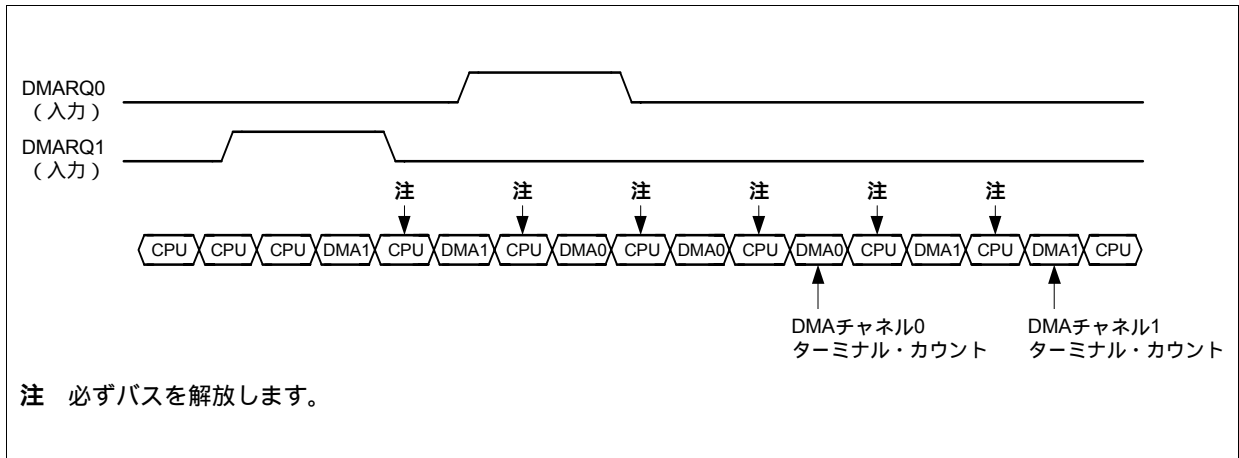 DMARQ0
（入力）
DMARQ1
（入力）
注 注 注 注 注 注
CPU CPU CPU DMA1 CPU DMA1 CPU DMA0 CPU DMA0 CPU DMA0 CPU DMA1 CPU DMA1 CPU
DMAチャネル0
ターミナル・カウント
DMAチャネル1
ターミナル・カウント
注 必ずバスを解放します。